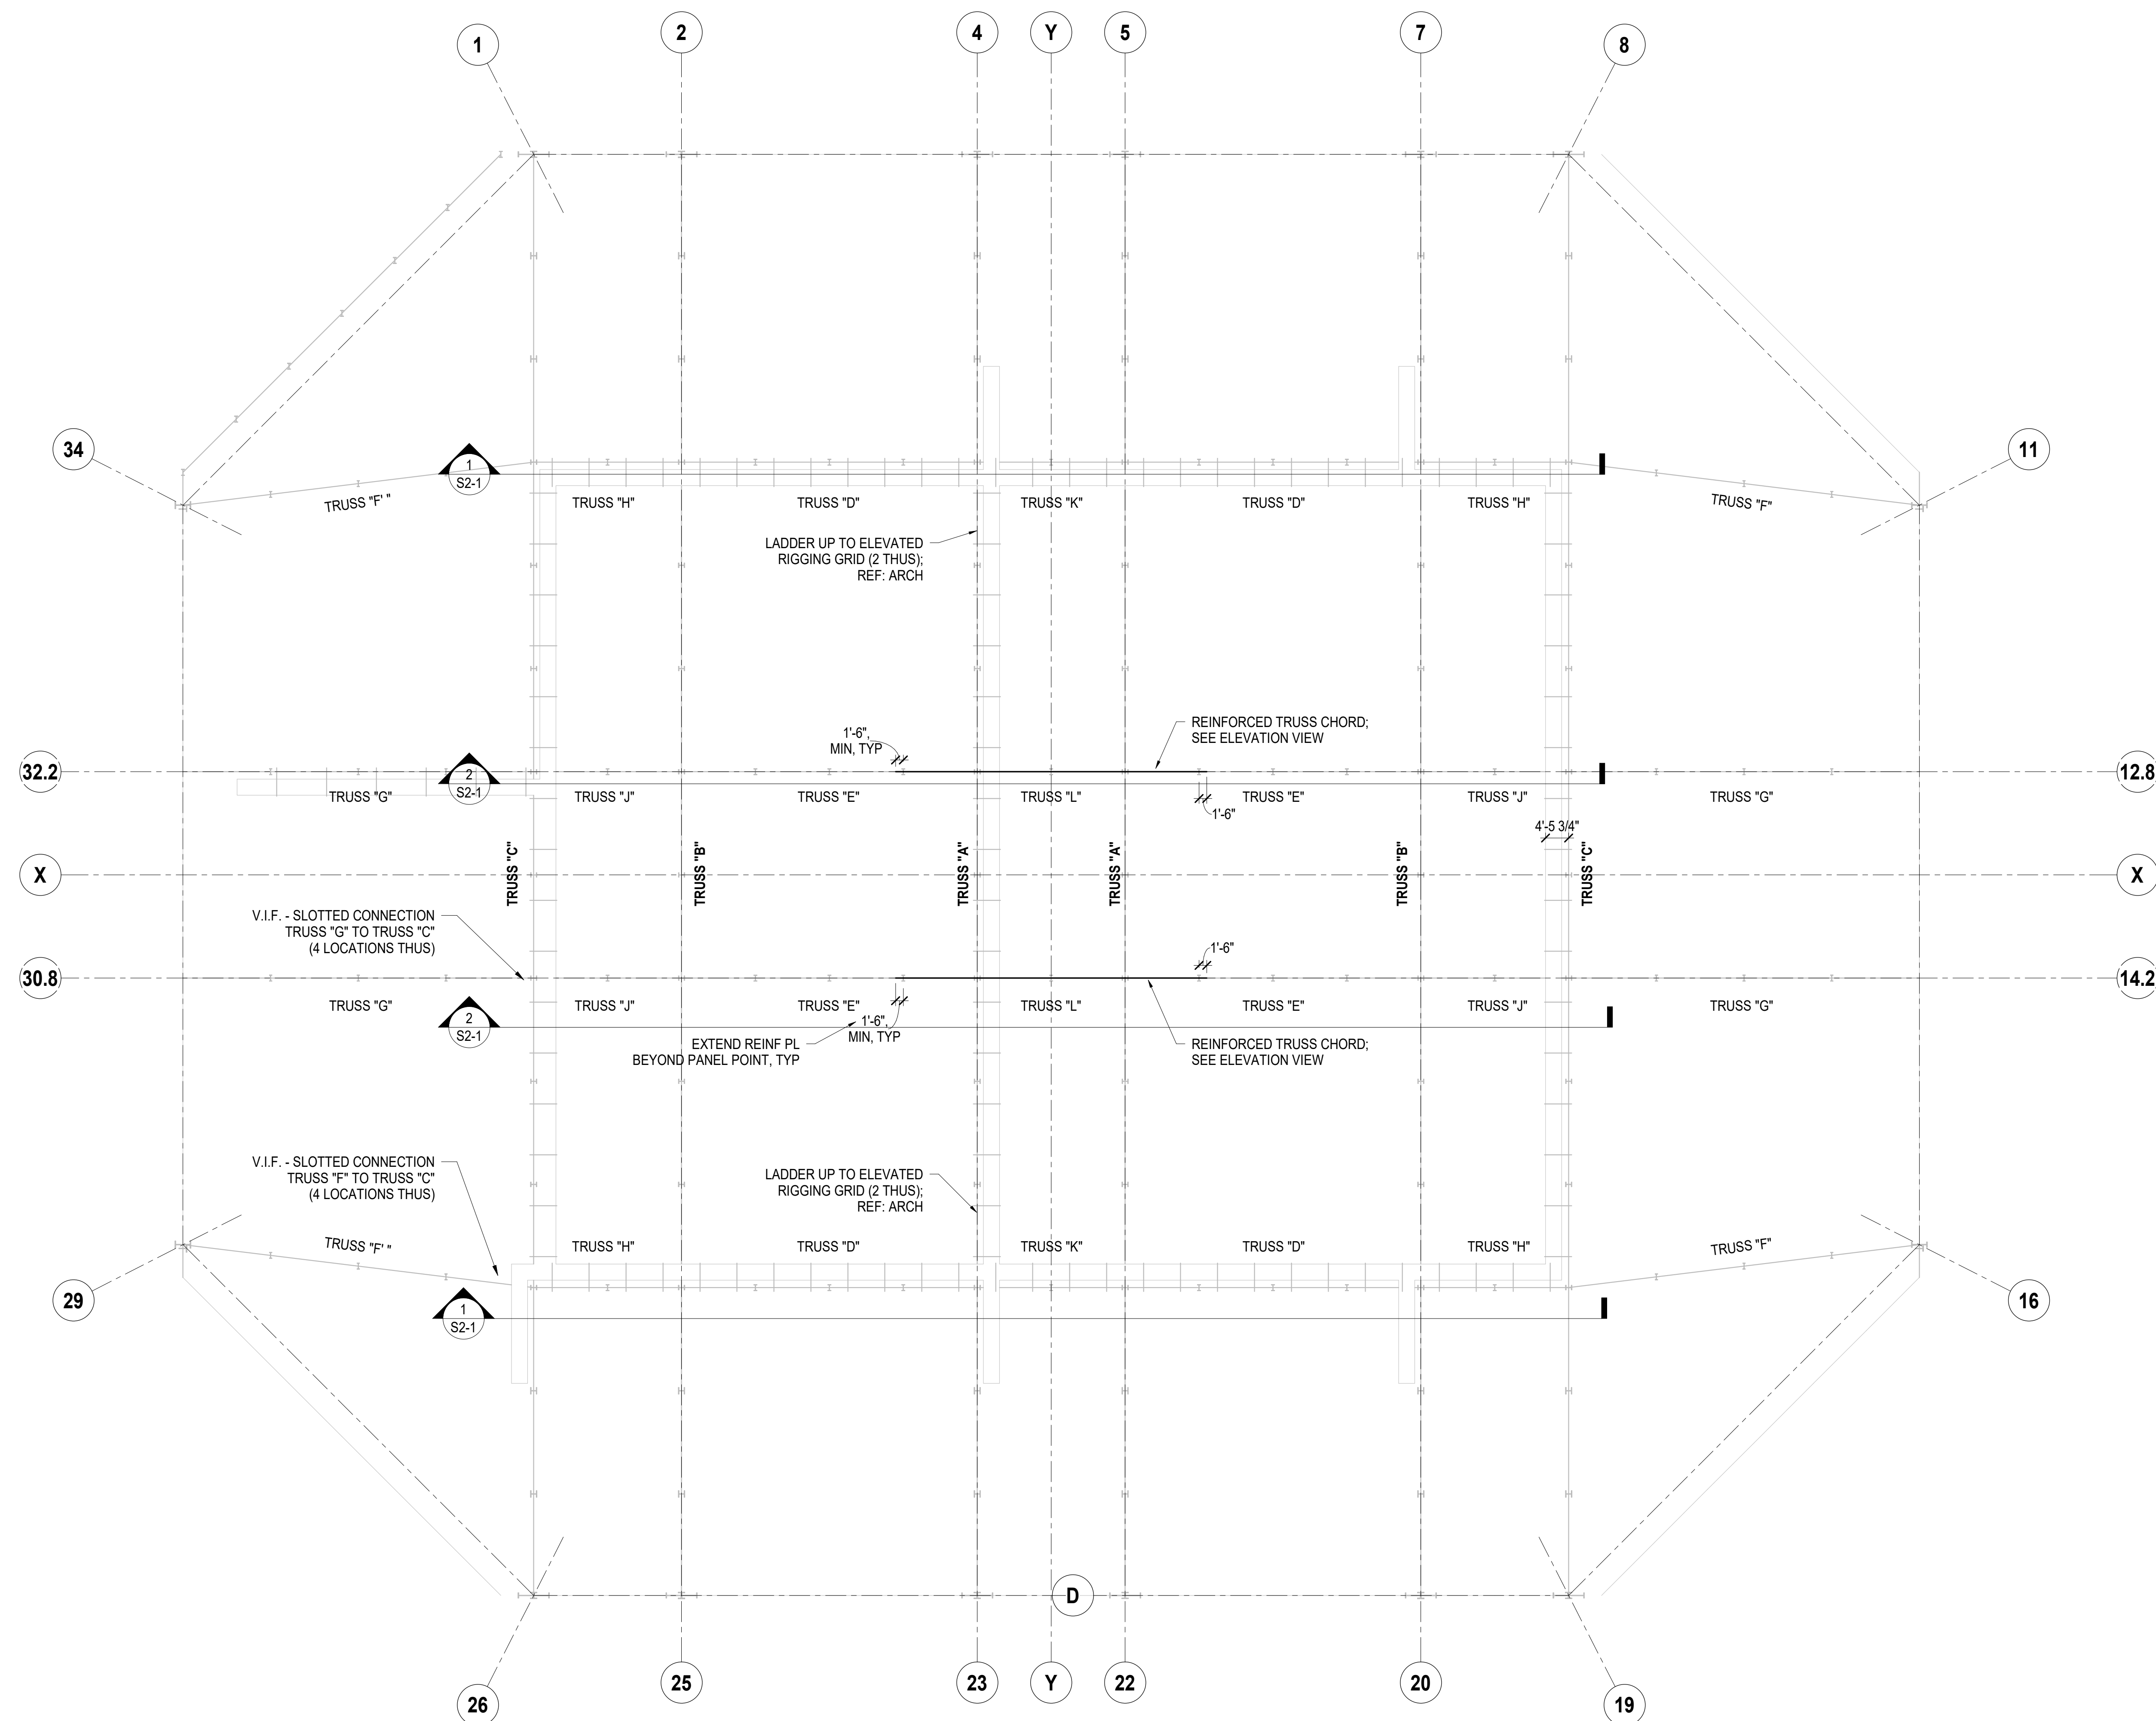 1
2
4
Y
5
7
8
34
11
1
S2-1
TRUSS "F' "
TRUSS "H"
TRUSS "D"
TRUSS "K"
TRUSS "D"
TRUSS "H"
TRUSS "F"
LADDER UP TO ELEVATED
RIGGING GRID (2 THUS);
REF: ARCH
1'-6",
MIN, TYP
REINFORCED TRUSS CHORD;
SEE ELEVATION VIEW
32.2
2
S2-1
12.8
TRUSS "G"
TRUSS "J"
TRUSS "E"
TRUSS "L"
TRUSS "E"
TRUSS "J"
TRUSS "G"
1'-6"
4'-5 3/4"
TRUSS "C"
TRUSS "B"
TRUSS "A"
TRUSS "A"
TRUSS "B"
TRUSS "C"
X
X
V.I.F. - SLOTTED CONNECTION
TRUSS "G" TO TRUSS "C"
(4 LOCATIONS THUS)
1'-6"
30.8
14.2
TRUSS "G"
TRUSS "J"
TRUSS "E"
TRUSS "L"
TRUSS "E"
TRUSS "J"
TRUSS "G"
2
S2-1
1'-6",
MIN, TYP
EXTEND REINF PL
BEYOND PANEL POINT, TYP
REINFORCED TRUSS CHORD;
SEE ELEVATION VIEW
V.I.F. - SLOTTED CONNECTION
TRUSS "F" TO TRUSS "C"
(4 LOCATIONS THUS)
LADDER UP TO ELEVATED
RIGGING GRID (2 THUS);
REF: ARCH
TRUSS "F' "
TRUSS "H"
TRUSS "D"
TRUSS "K"
TRUSS "D"
TRUSS "H"
TRUSS "F"
29
16
1
S2-1
D
26
25
23
Y
22
20
19